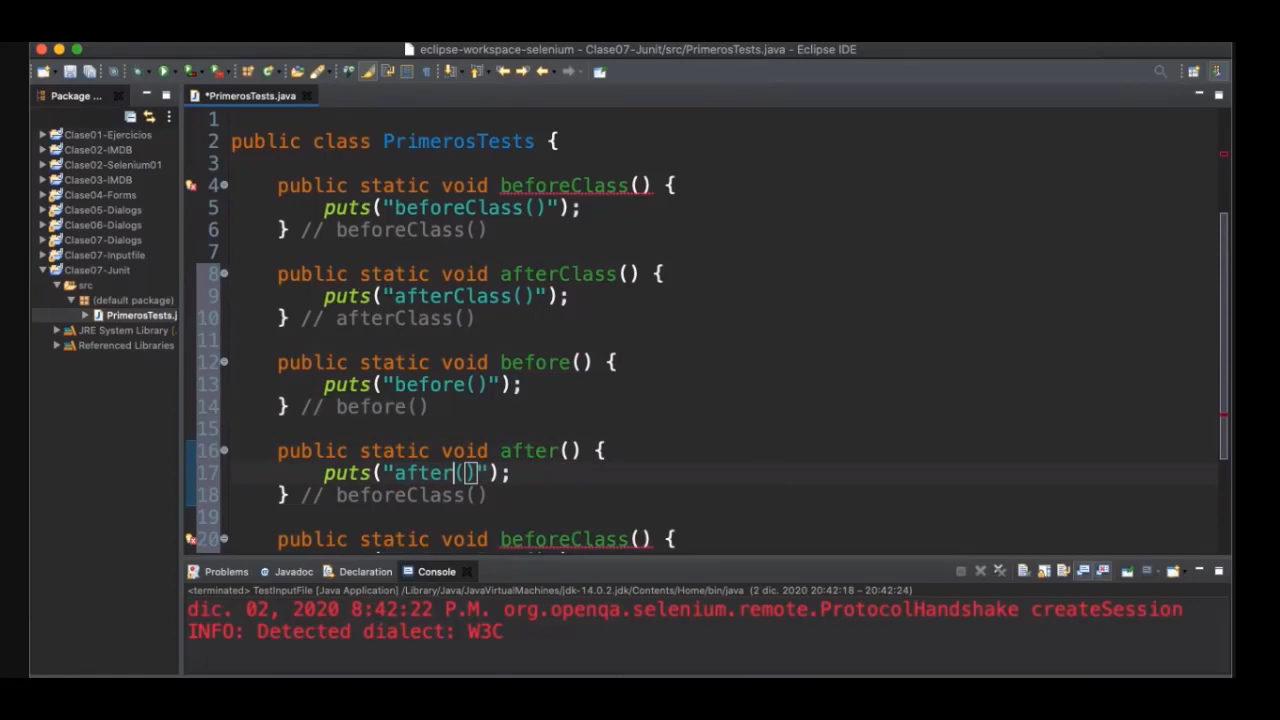 eclipse-workspace-selenium - Clase07-Junit/src/PrimerosTests.java - Eclipse IDE
Package ...
*PrimerosTests.java
Clase01-Ejercicios
Clase02-IMDB
Clase02-Selenium01
Clase03-IMDB
Clase04-Forms
Clase05-Dialogs
Clase06-Dialogs
Clase07-Dialogs
Clase07-Inputfile
Clase07-Junit
src
(default package)
PrimerosTests.j
JRE System Library
Referenced Libraries
1
2 public class PrimerosTests {
3
4 public static void beforeClass() {
5 puts("beforeClass()");
6 } // beforeClass()
7
8 public static void afterClass() {
9 puts("afterClass()");
10 } // afterClass()
11
12 public static void before() {
13 puts("before()");
14 } // before()
15
16 public static void after() {
17 puts("after()");
18 } // beforeClass()
19
20 public static void beforeClass() {
Problems Javadoc Declaration Console
<terminated> TestInputFile [Java Application] /Library/Java/JavaVirtualMachines/jdk-14.0.2.jdk/Contents/Home/bin/java (2 dic. 2020 20:42:18 – 20:42:24)
dic. 02, 2020 8:42:22 P.M. org.openqa.selenium.remote.ProtocolHandshake createSession
INFO: Detected dialect: W3C